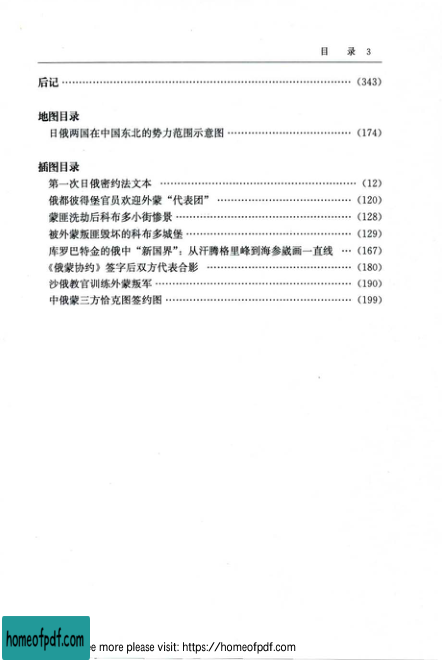 目 录 3
后记 …………………………………………………………… (343)
地图目录
日俄两国在中国东北的势力范围示意图 ………………………… (174)
插图目录
第一次日俄密约法文本 ………………………………………… (12)
俄都彼得堡官员欢迎外蒙“代表团” …………………………… (120)
蒙匪洗劫后科布多小街惨景 …………………………………… (128)
被外蒙叛匪毁坏的科布多城堡 ………………………………… (129)
库罗巴特金的俄中“新国界”：从汗腾格里峰到海参崴画一直线 … (167)
《俄蒙协约》签字后双方代表合影 ……………………………… (180)
沙俄教官训练外蒙叛军 ………………………………………… (190)
中俄蒙三方恰克图签约图 ……………………………………… (199)
homeofpdf.com
e more please visit: https://homeofpdf.com